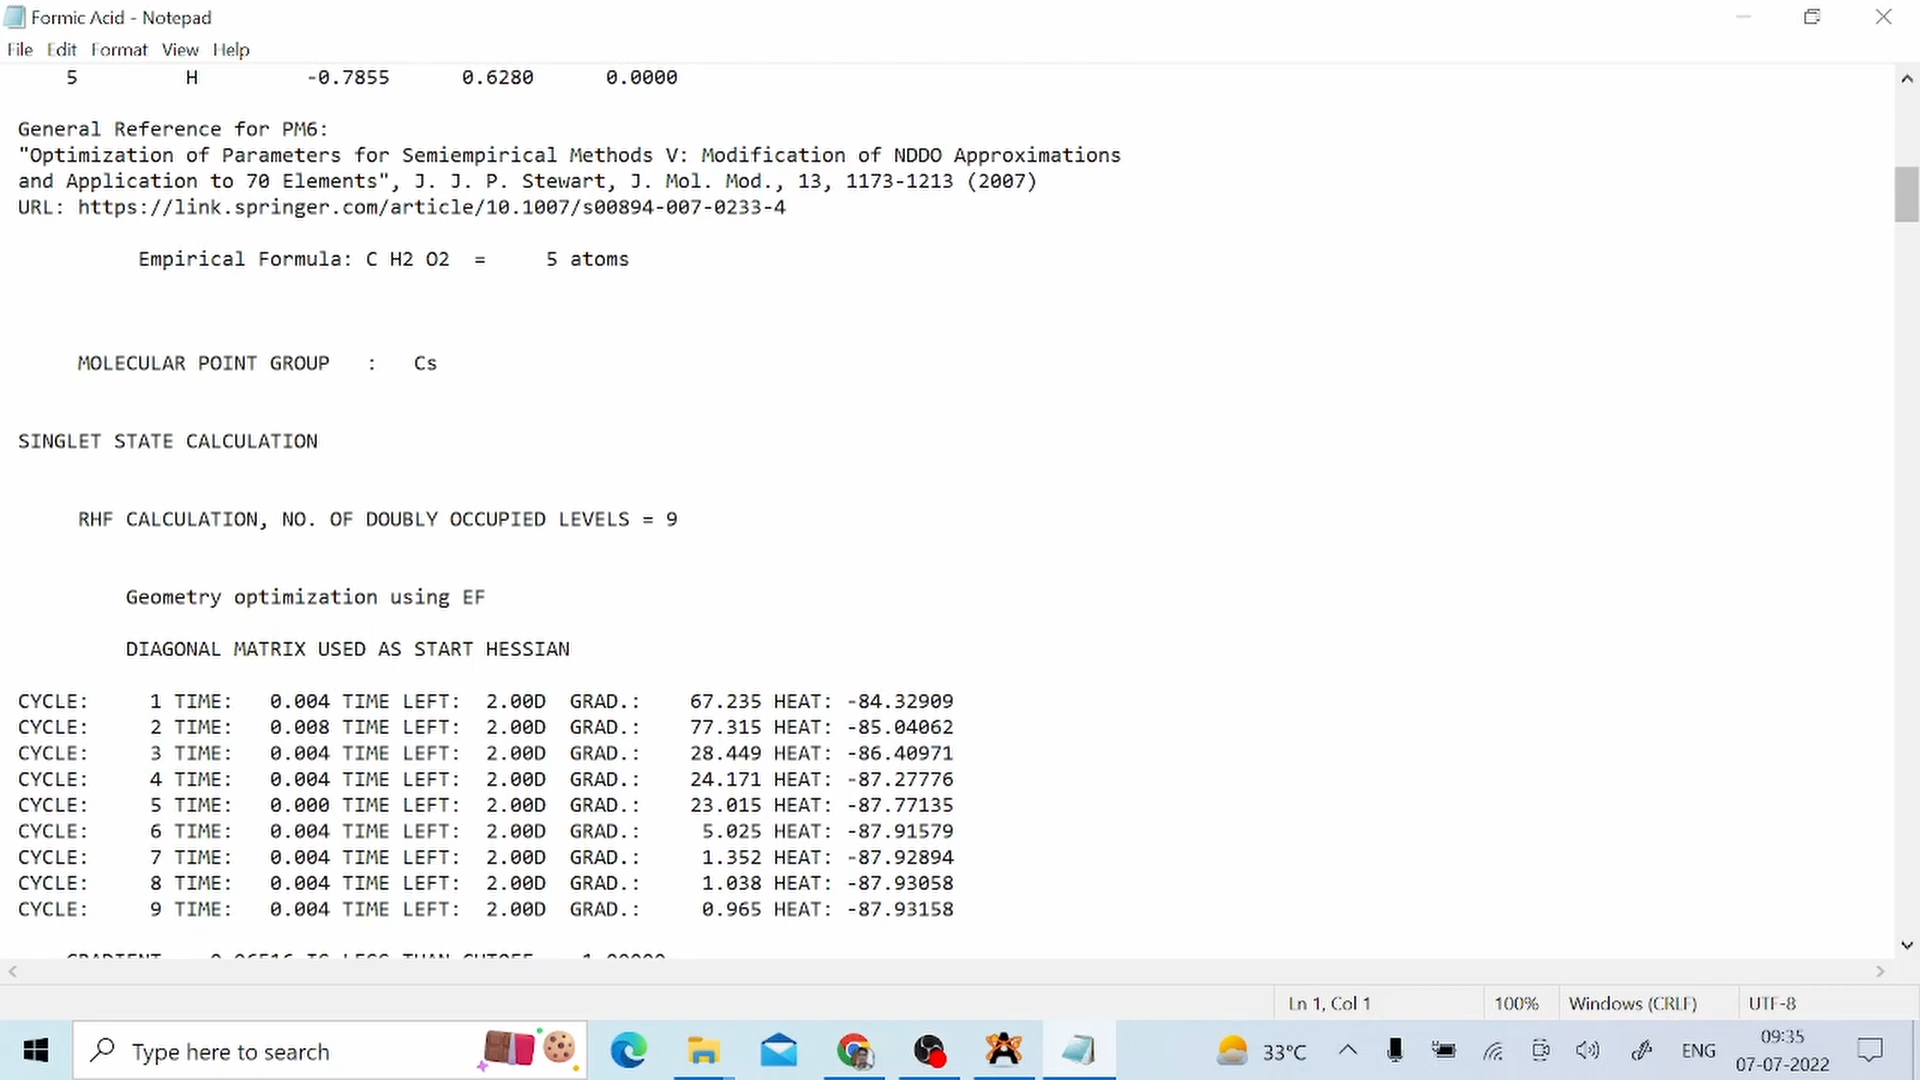 Formic Acid - Notepad
File Edit Format View Help
5 H -0.7855 0.6280 0.0000
General Reference for PM6:
"Optimization of Parameters for Semiempirical Methods V: Modification of NDDO Approximations
and Application to 70 Elements", J. J. P. Stewart, J. Mol. Mod., 13, 1173-1213 (2007)
URL: https://link.springer.com/article/10.1007/s00894-007-0233-4
Empirical Formula: C H2 O2 = 5 atoms
MOLECULAR POINT GROUP : Cs
SINGLET STATE CALCULATION
RHF CALCULATION, NO. OF DOUBLY OCCUPIED LEVELS = 9
Geometry optimization using EF
DIAGONAL MATRIX USED AS START HESSIAN
CYCLE: 1 TIME: 0.004 TIME LEFT: 2.00D GRAD.: 67.235 HEAT: -84.32909
CYCLE: 2 TIME: 0.008 TIME LEFT: 2.00D GRAD.: 77.315 HEAT: -85.04062
CYCLE: 3 TIME: 0.004 TIME LEFT: 2.00D GRAD.: 28.449 HEAT: -86.40971
CYCLE: 4 TIME: 0.004 TIME LEFT: 2.00D GRAD.: 24.171 HEAT: -87.27776
CYCLE: 5 TIME: 0.000 TIME LEFT: 2.00D GRAD.: 23.015 HEAT: -87.77135
CYCLE: 6 TIME: 0.004 TIME LEFT: 2.00D GRAD.: 5.025 HEAT: -87.91579
CYCLE: 7 TIME: 0.004 TIME LEFT: 2.00D GRAD.: 1.352 HEAT: -87.92894
CYCLE: 8 TIME: 0.004 TIME LEFT: 2.00D GRAD.: 1.038 HEAT: -87.93058
CYCLE: 9 TIME: 0.004 TIME LEFT: 2.00D GRAD.: 0.965 HEAT: -87.93158
GRADIENT IS LESS THAN CUTOFF
Ln 1, Col 1 100% Windows (CRLF) UTF-8
Type here to search 33°C ENG 09:35
07-07-2022